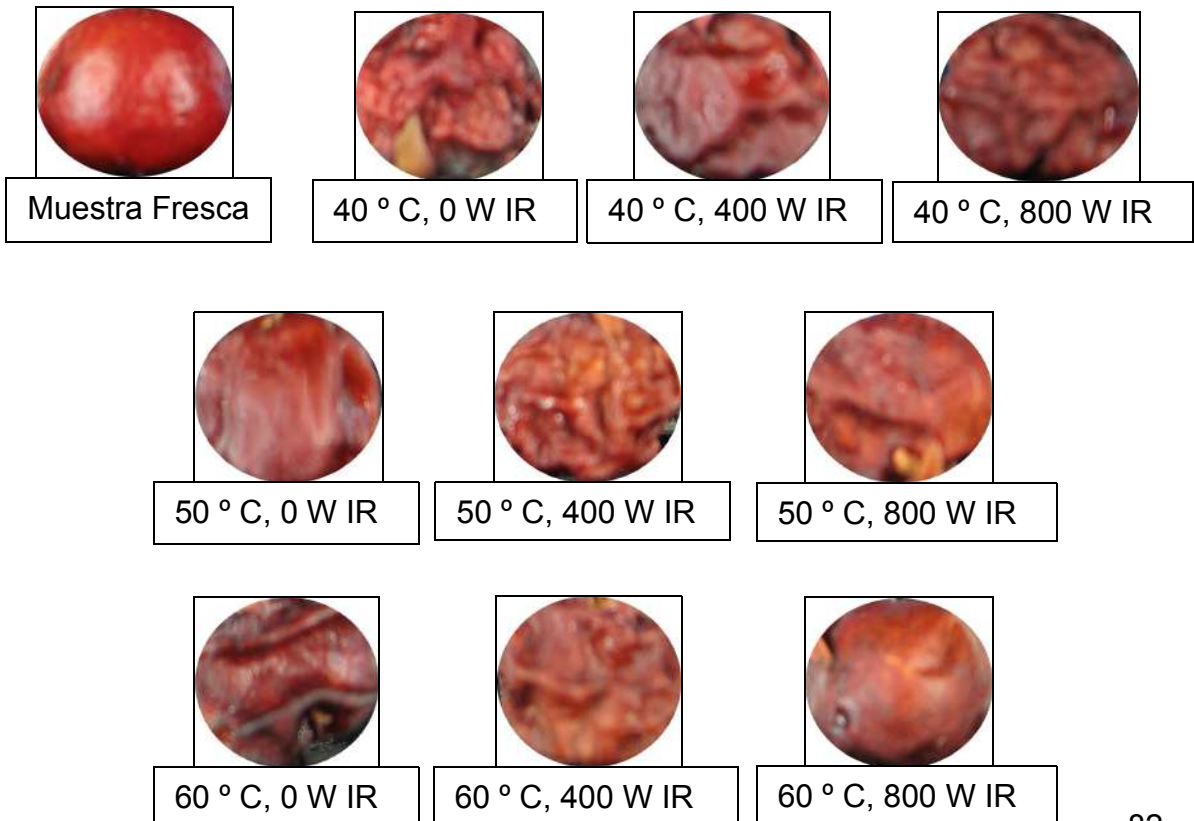 Muestra Fresca
40 º C, 0 W IR
40 º C, 400 W IR
40 º C, 800 W IR
50 º C, 0 W IR
50 º C, 400 W IR
50 º C, 800 W IR
60 º C, 0 W IR
60 º C, 400 W IR
60 º C, 800 W IR